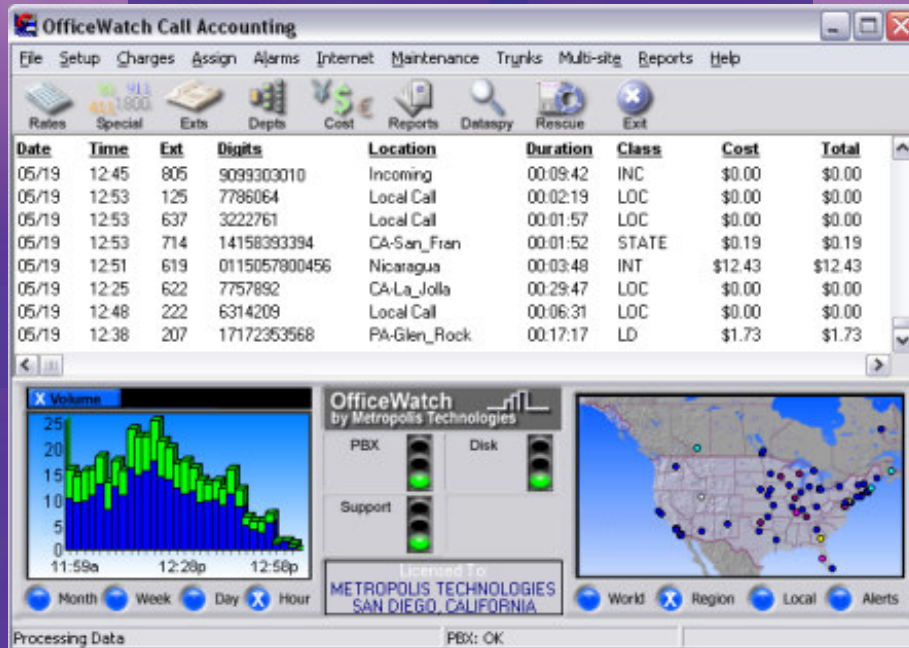 OfficeWatch Call Accounting
File Setup Charges Assign Alarms Internet Maintenance Trunks Multi-site Reports Help
911
411 1800
Rates Special Exts Depts Cost Reports Dataspy Rescue Exit
Date Time Ext Digits Location Duration Class Cost Total
05/19 12:45 805 9099303010 Incoming 00:09:42 INC $0.00 $0.00
05/19 12:53 125 7786064 Local Call 00:02:19 LOC $0.00 $0.00
05/19 12:53 637 3222761 Local Call 00:01:57 LOC $0.00 $0.00
05/19 12:53 714 14158393394 CA-San_Fran 00:01:52 STATE $0.19 $0.19
05/19 12:51 619 0115057800456 Nicaragua 00:03:48 INT $12.43 $12.43
05/19 12:25 622 7757892 CA-La_Jolla 00:29:47 LOC $0.00 $0.00
05/19 12:48 222 6314209 Local Call 00:06:31 LOC $0.00 $0.00
05/19 12:38 207 17172353568 PA-Glen_Rock 00:17:17 LD $1.73 $1.73
X Volume
25
20
15
10
5
0
11:59a 12:28p 12:58p
Month Week Day X Hour
OfficeWatch
by Metropolis Technologies
PBX Disk
Support
Licensed To:
METROPOLIS TECHNOLOGIES
SAN DIEGO, CALIFORNIA
World X Region Local Alerts
Processing Data PBX: OK